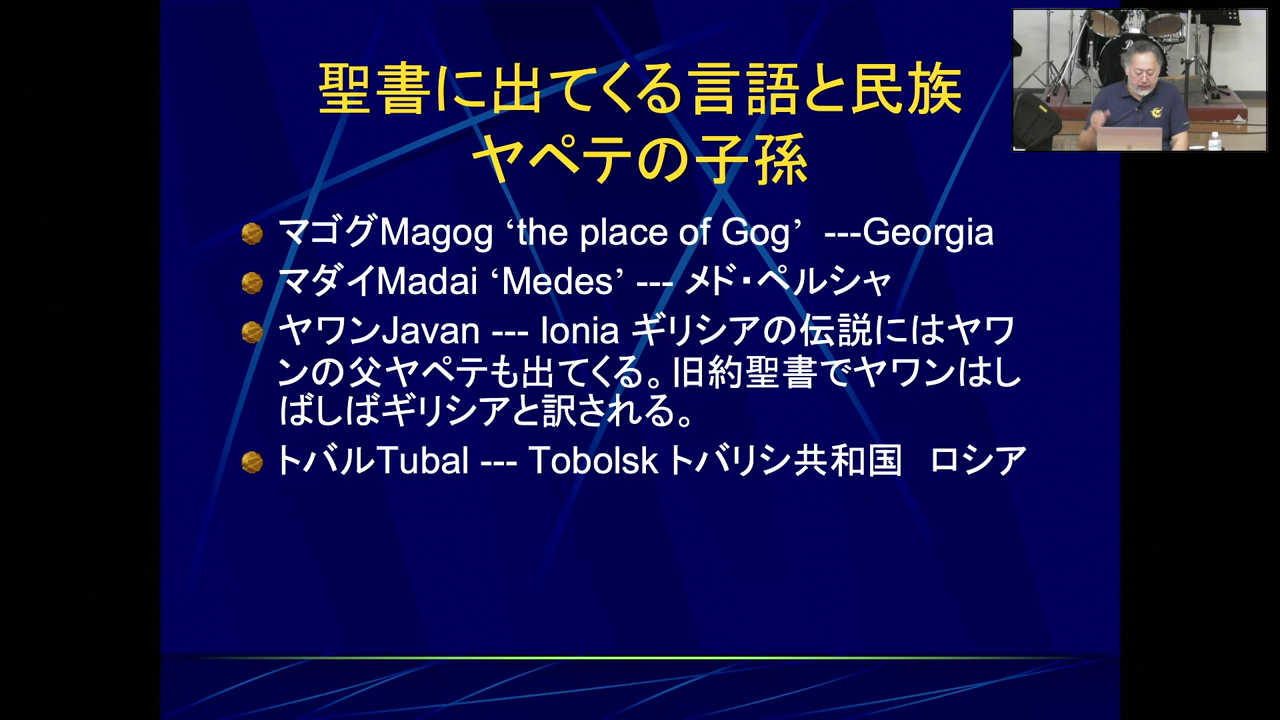 聖書に出てくる言語と民族
ヤペテの子孫
マゴグMagog ‘the place of Gog’ ---Georgia
マダイMadai ‘Medes’ --- メド・ペルシャ
ヤワンJavan --- Ionia ギリシアの伝説にはヤワ
ンの父ヤペテも出てくる。旧約聖書でヤワンはし
ばしばギリシアと訳される。
トバルTubal --- Tobolsk トバリシ共和国　ロシア